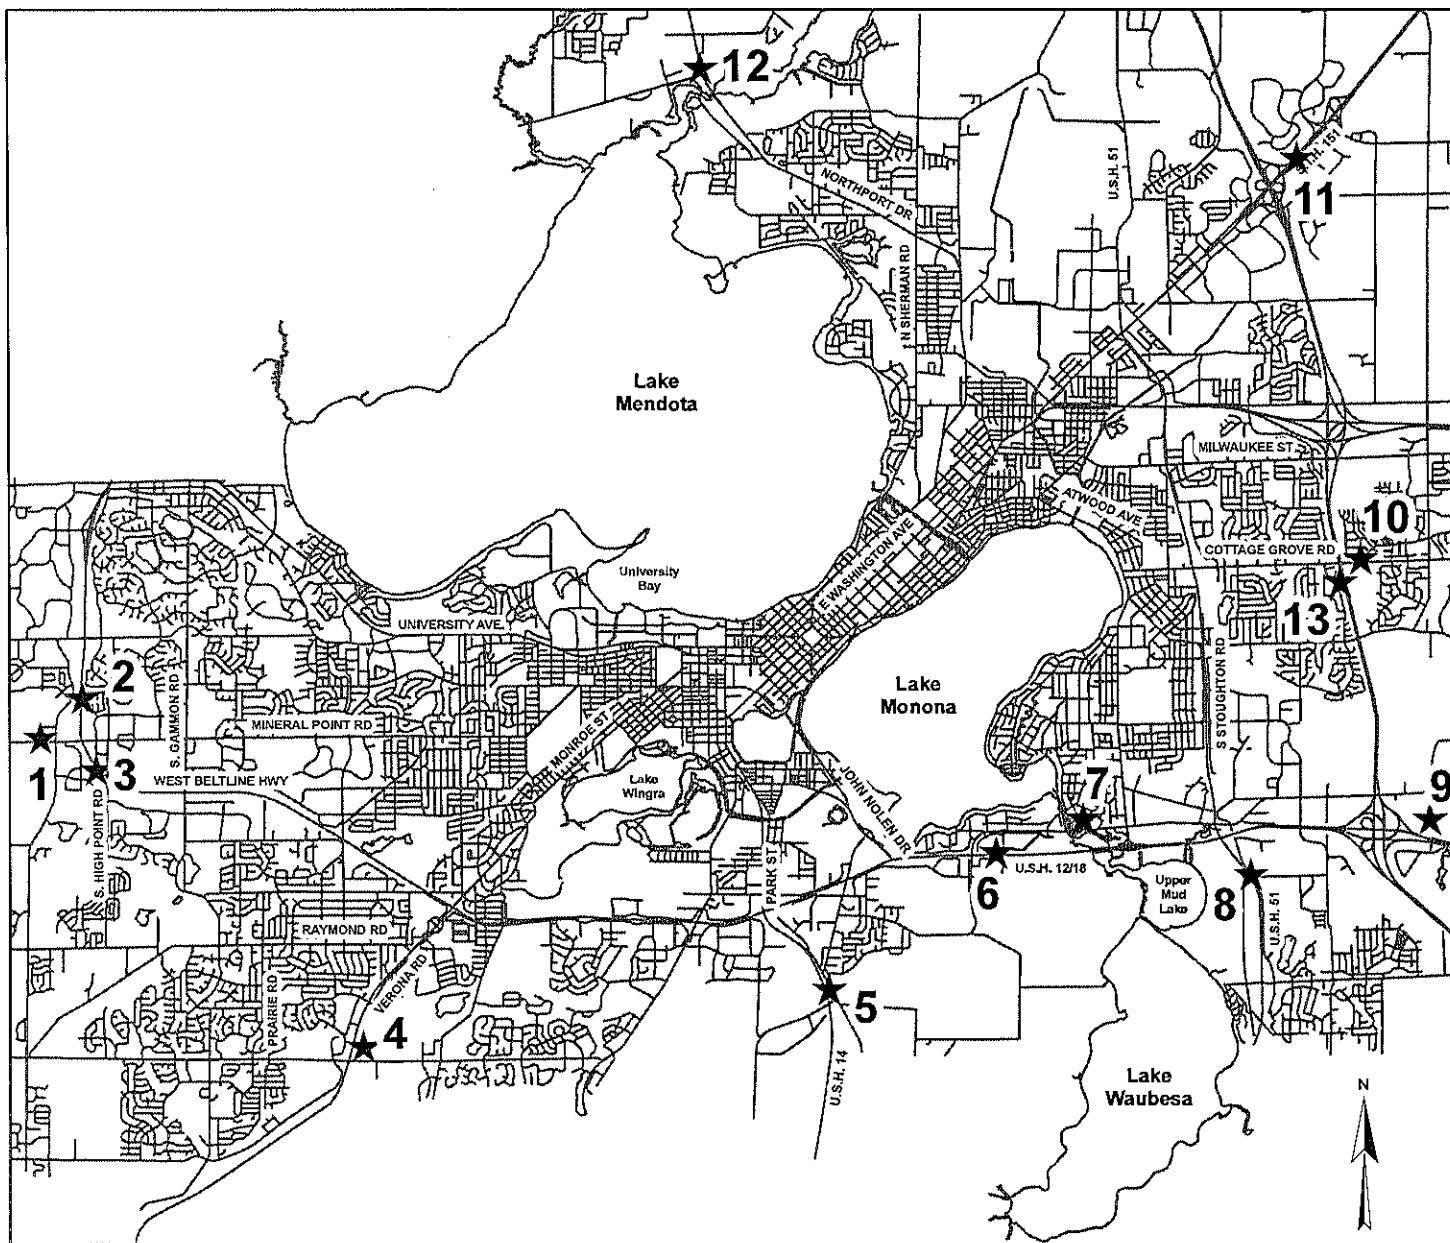 12
U.S.H. 51
S.T.H. 151
11
NORTHPORT DR
N SHERMAN RD
Lake
Mendota
MILWAUKEE ST
ATWOOD AVE
10
E WASHINGTON AVE
COTTAGE GROVE RD
University
Bay
UNIVERSITY AVE.
13
2
S. GAMMON RD
Lake
Monona
S STOUGHTON RD
MINERAL POINT RD
MONROE ST
1
3
WEST BELTLINE HWY
Lake
Wingra
JOHN NOLEN DR.
7
9
S. HIGH POINT RD
PARK ST
6
U.S.H. 12/18
Upper
Mud
Lake
8
U.S.H. 51
RAYMOND RD
VERONA RD
PRAIRIE RD
5
4
U.S.H. 14
Lake
Waubesa
N